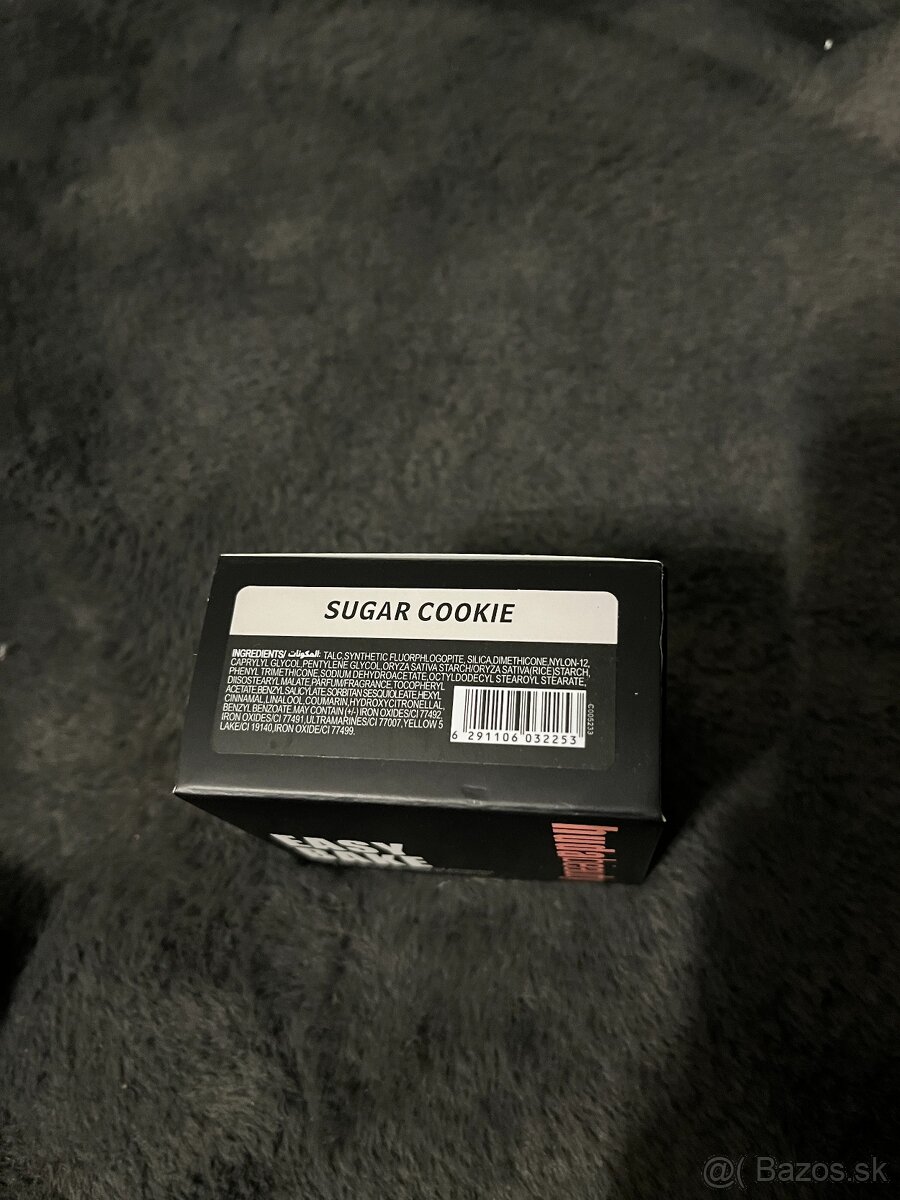 SUGAR COOKIE
INGREDIENTS/ المكونات: TALC,SYNTHETIC FLUORPHLOGOPITE, SILICA,DIMETHICONE,NYLON-12,
CAPRYLYL GLYCOL,PENTYLENE GLYCOL,ORYZA SATIVA STARCH/ORYZA SATIVA(RICE)STARCH,
PHENYL TRIMETHICONE,SODIUM DEHYDROACETATE,OCTYLDODECYL STEAROYL STEARATE,
DIISOSTEARYL MALATE,PARFUM/FRAGRANCE,TOCOPHERYL
ACETATE,BENZYL SALICYLATE,SORBITAN SESQUIOLEATE,HEXYL
CINNAMAL,LINALOOL,COUMARIN,HYDROXYCITRONELLAL,
BENZYL BENZOATE.MAY CONTAIN (+/-) IRON OXIDES/CI 77492,
IRON OXIDES/CI 77491,ULTRAMARINES/CI 77007,YELLOW 5
LAKE/CI 19140,IRON OXIDE/CI 77499.
6 291106 032253
C005233
EASY
BAKE
hudabeauty
@( Bazos.sk